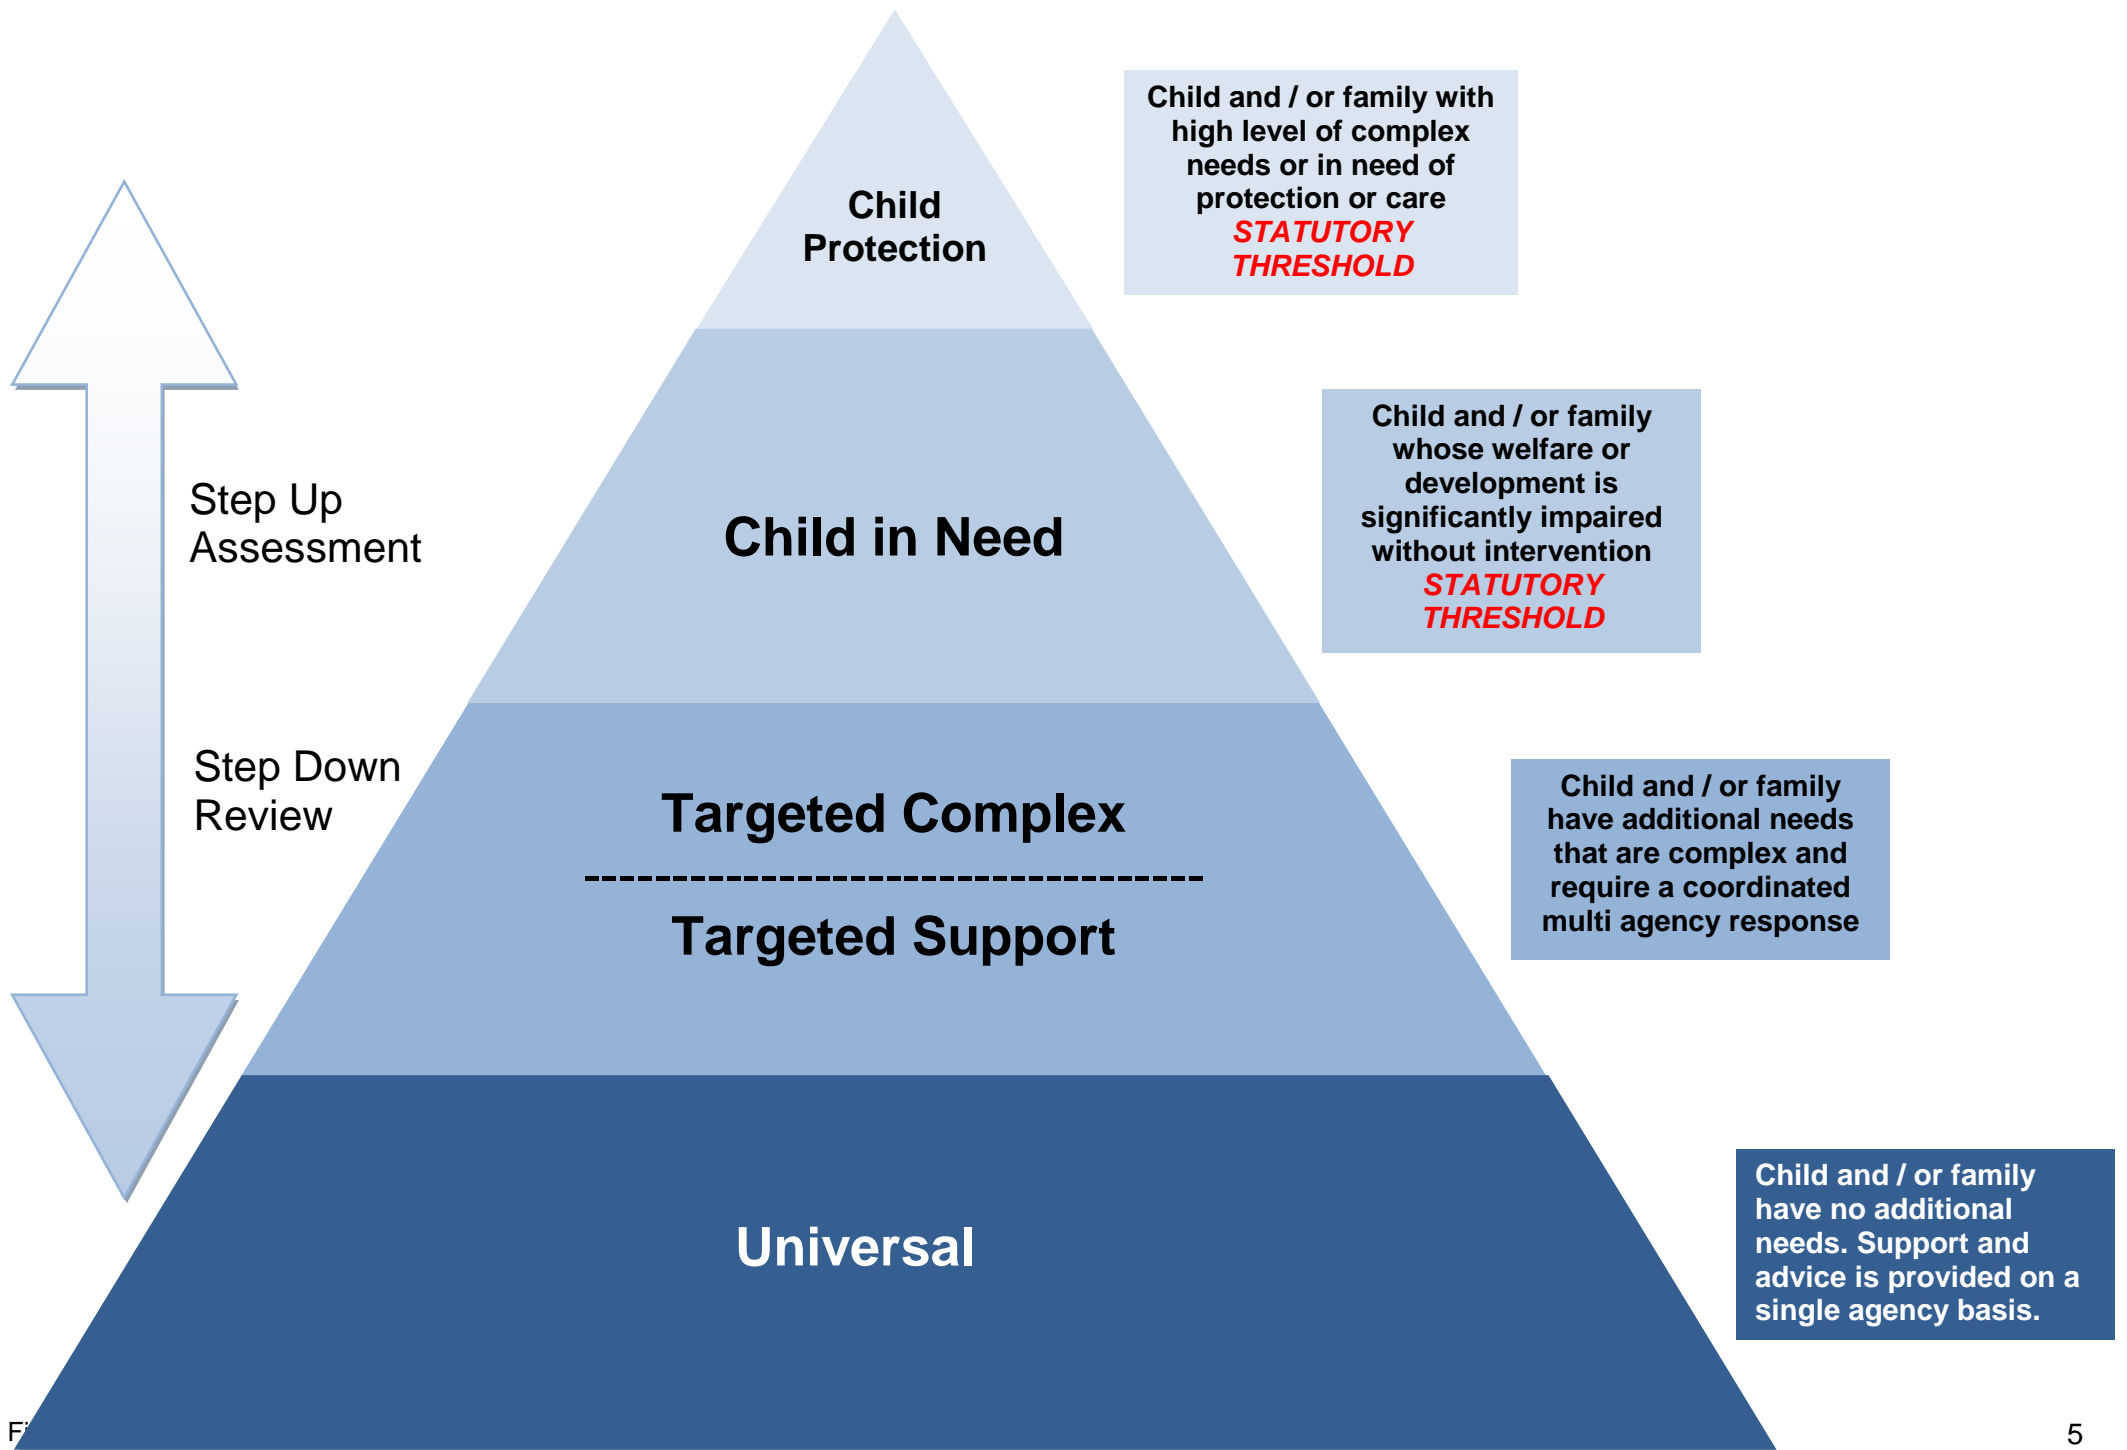 Child
Protection
Child and / or family with
high level of complex
needs or in need of
protection or care
STATUTORY
THRESHOLD
Step Up
Assessment
Child in Need
Child and / or family
whose welfare or
development is
significantly impaired
without intervention
STATUTORY
THRESHOLD
Step Down
Review
Targeted Complex
-----------------------------------
Targeted Support
Child and / or family
have additional needs
that are complex and
require a coordinated
multi agency response
Universal
Child and / or family
have no additional
needs. Support and
advice is provided on a
single agency basis.
5